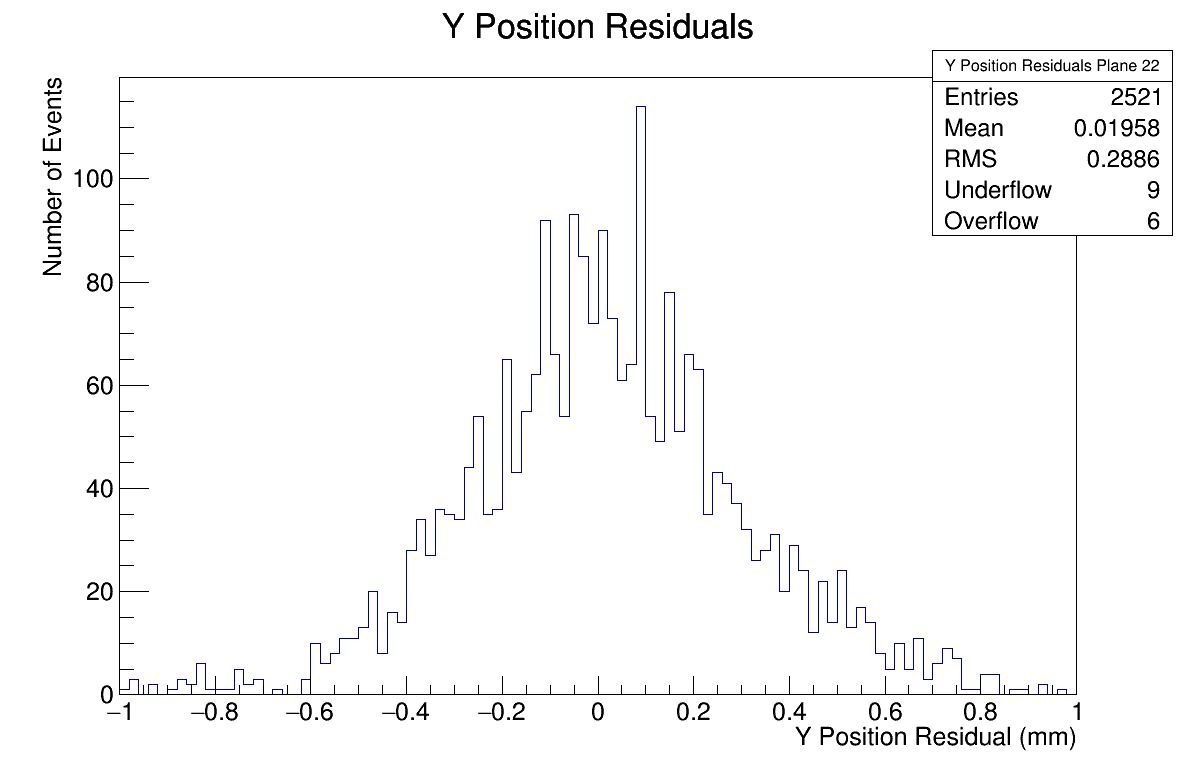 Y Position Residuals
Y Position Residuals Plane 22
Entries 2521
Mean 0.01958
RMS 0.2886
Underflow 9
Overflow 6
Number of Events
100
80
60
40
20
0
−1 −0.8 −0.6 −0.4 −0.2 0 0.2 0.4 0.6 0.8 1
Y Position Residual (mm)